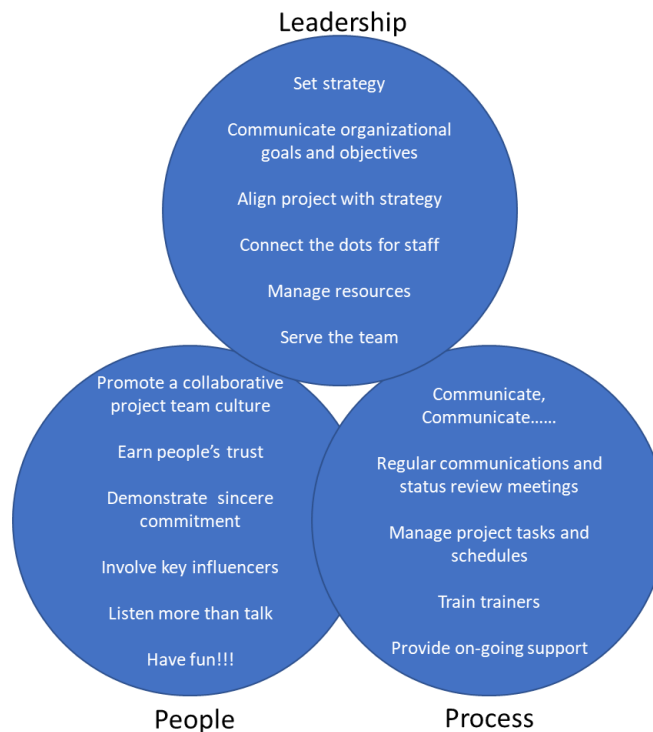 Leadership
Set strategy
Communicate organizational
goals and objectives
Align project with strategy
Connect the dots for staff
Manage resources
Serve the team
Promote a collaborative
project team culture
Earn people’s trust
Demonstrate  sincere
commitment
Involve key influencers
Listen more than talk
Have fun!!!
People
Communicate,
Communicate……
Regular communications and
status review meetings
Manage project tasks and
schedules
Train trainers
Provide on-going support
Process